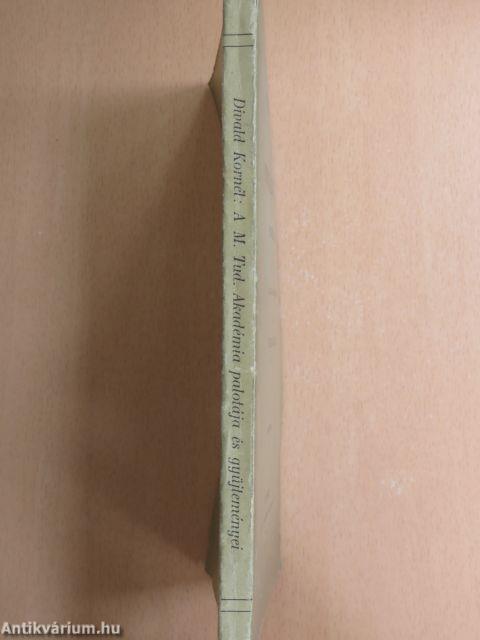 Divald Kornél: A M. Tud. Akadémia palotája és gyűjteményei
Antikvárium.hu